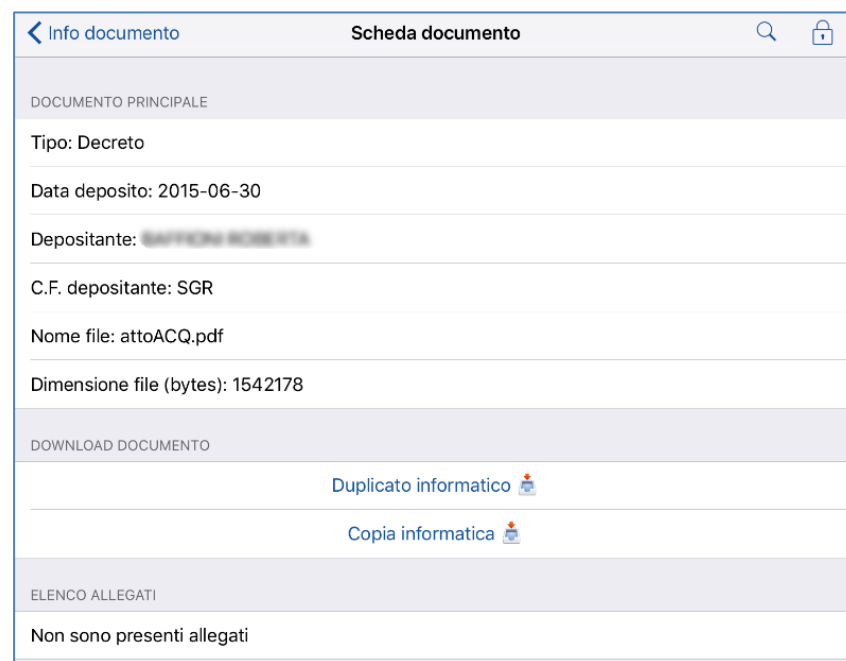 Info documento
Scheda documento
DOCUMENTO PRINCIPALE
Tipo: Decreto
Data deposito: 2015-06-30
Depositante:
C.F. depositante: SGR
Nome file: attoACQ.pdf
Dimensione file (bytes): 1542178
DOWNLOAD DOCUMENTO
Duplicato informatico
Copia informatica
ELENCO ALLEGATI
Non sono presenti allegati